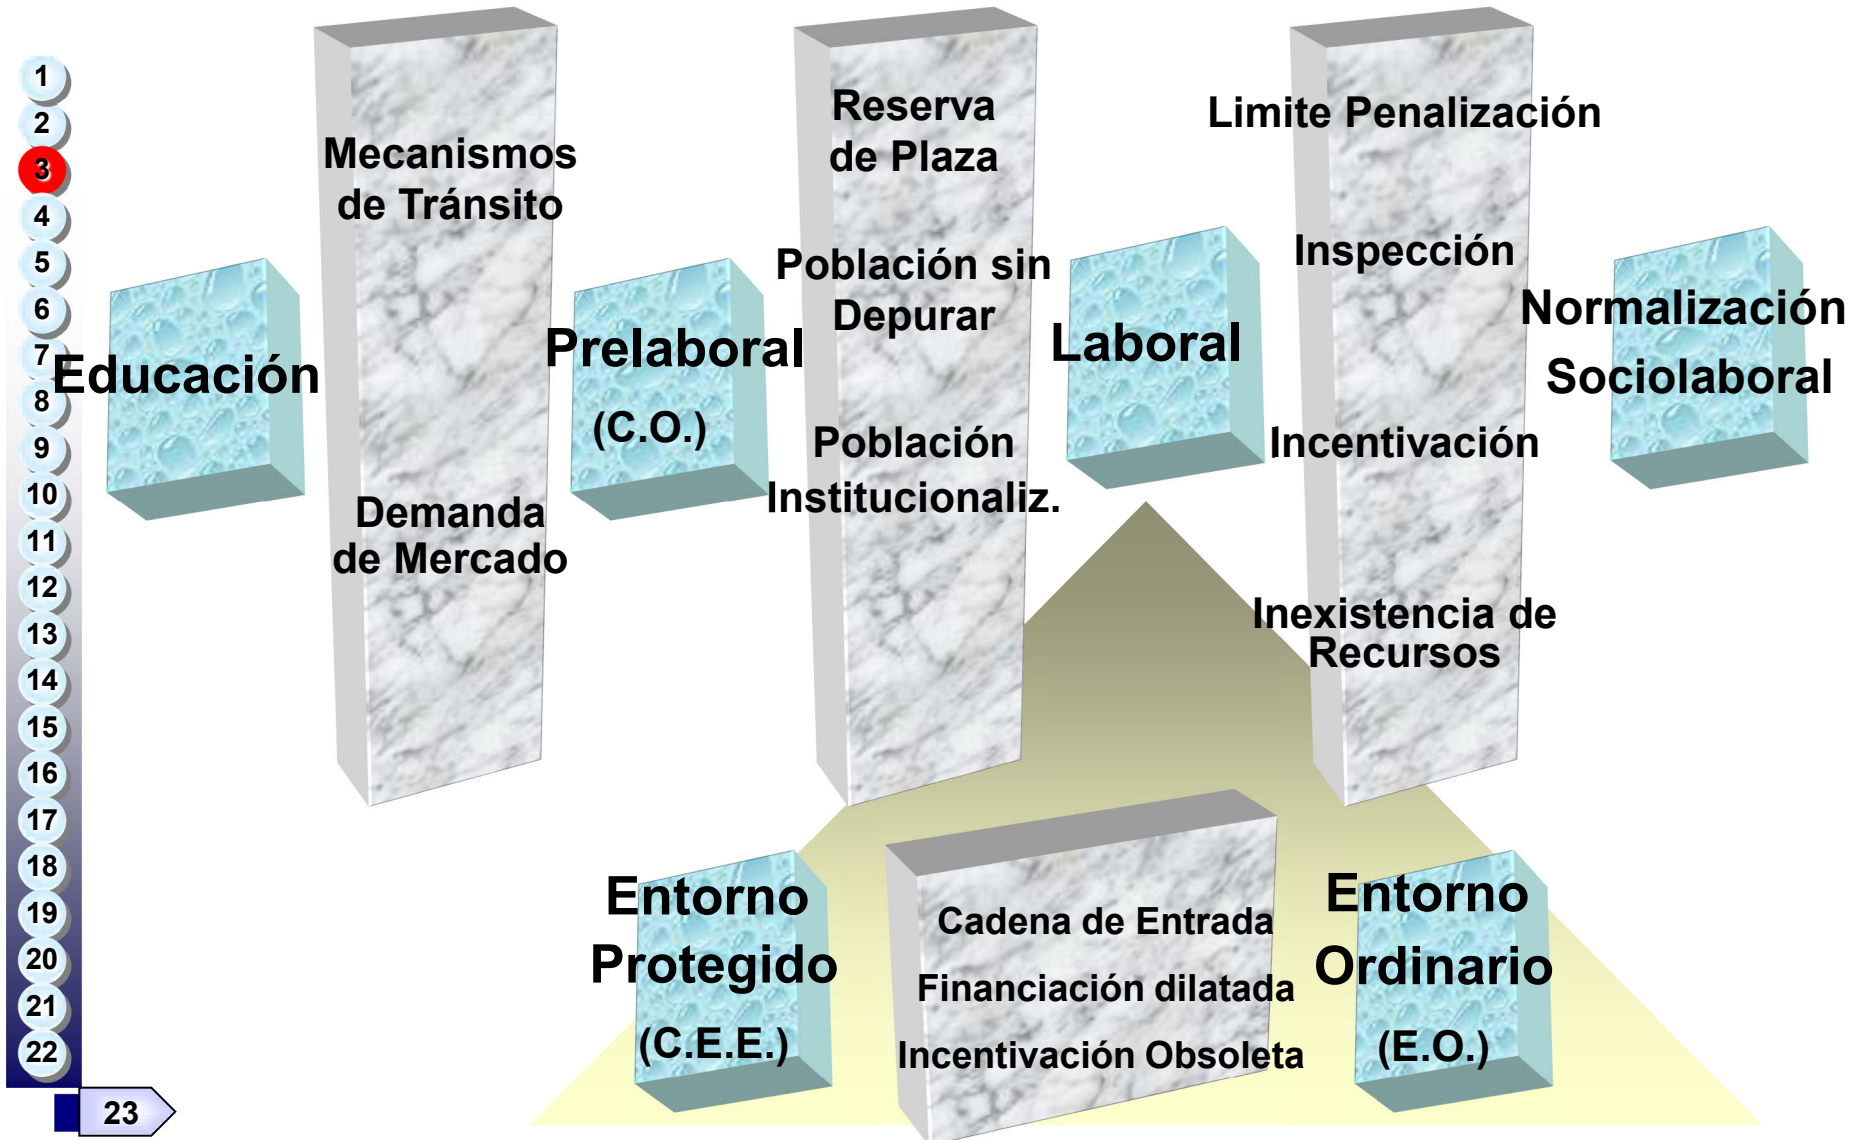 1
2
3
4
5
6
7
8
9
10
11
12
13
14
15
16
17
18
19
20
21
22
23
Educación
Mecanismos
de Tránsito
Demanda
de Mercado
Prelaboral
(C.O.)
Reserva
de Plaza
Población sin
Depurar
Población
Institucionaliz.
Laboral
Limite Penalización
Inspección
Incentivación
Inexistencia de
Recursos
Normalización
Sociolaboral
Entorno
Protegido
(C.E.E.)
Cadena de Entrada
Financiación dilatada
Incentivación Obsoleta
Entorno
Ordinario
(E.O.)